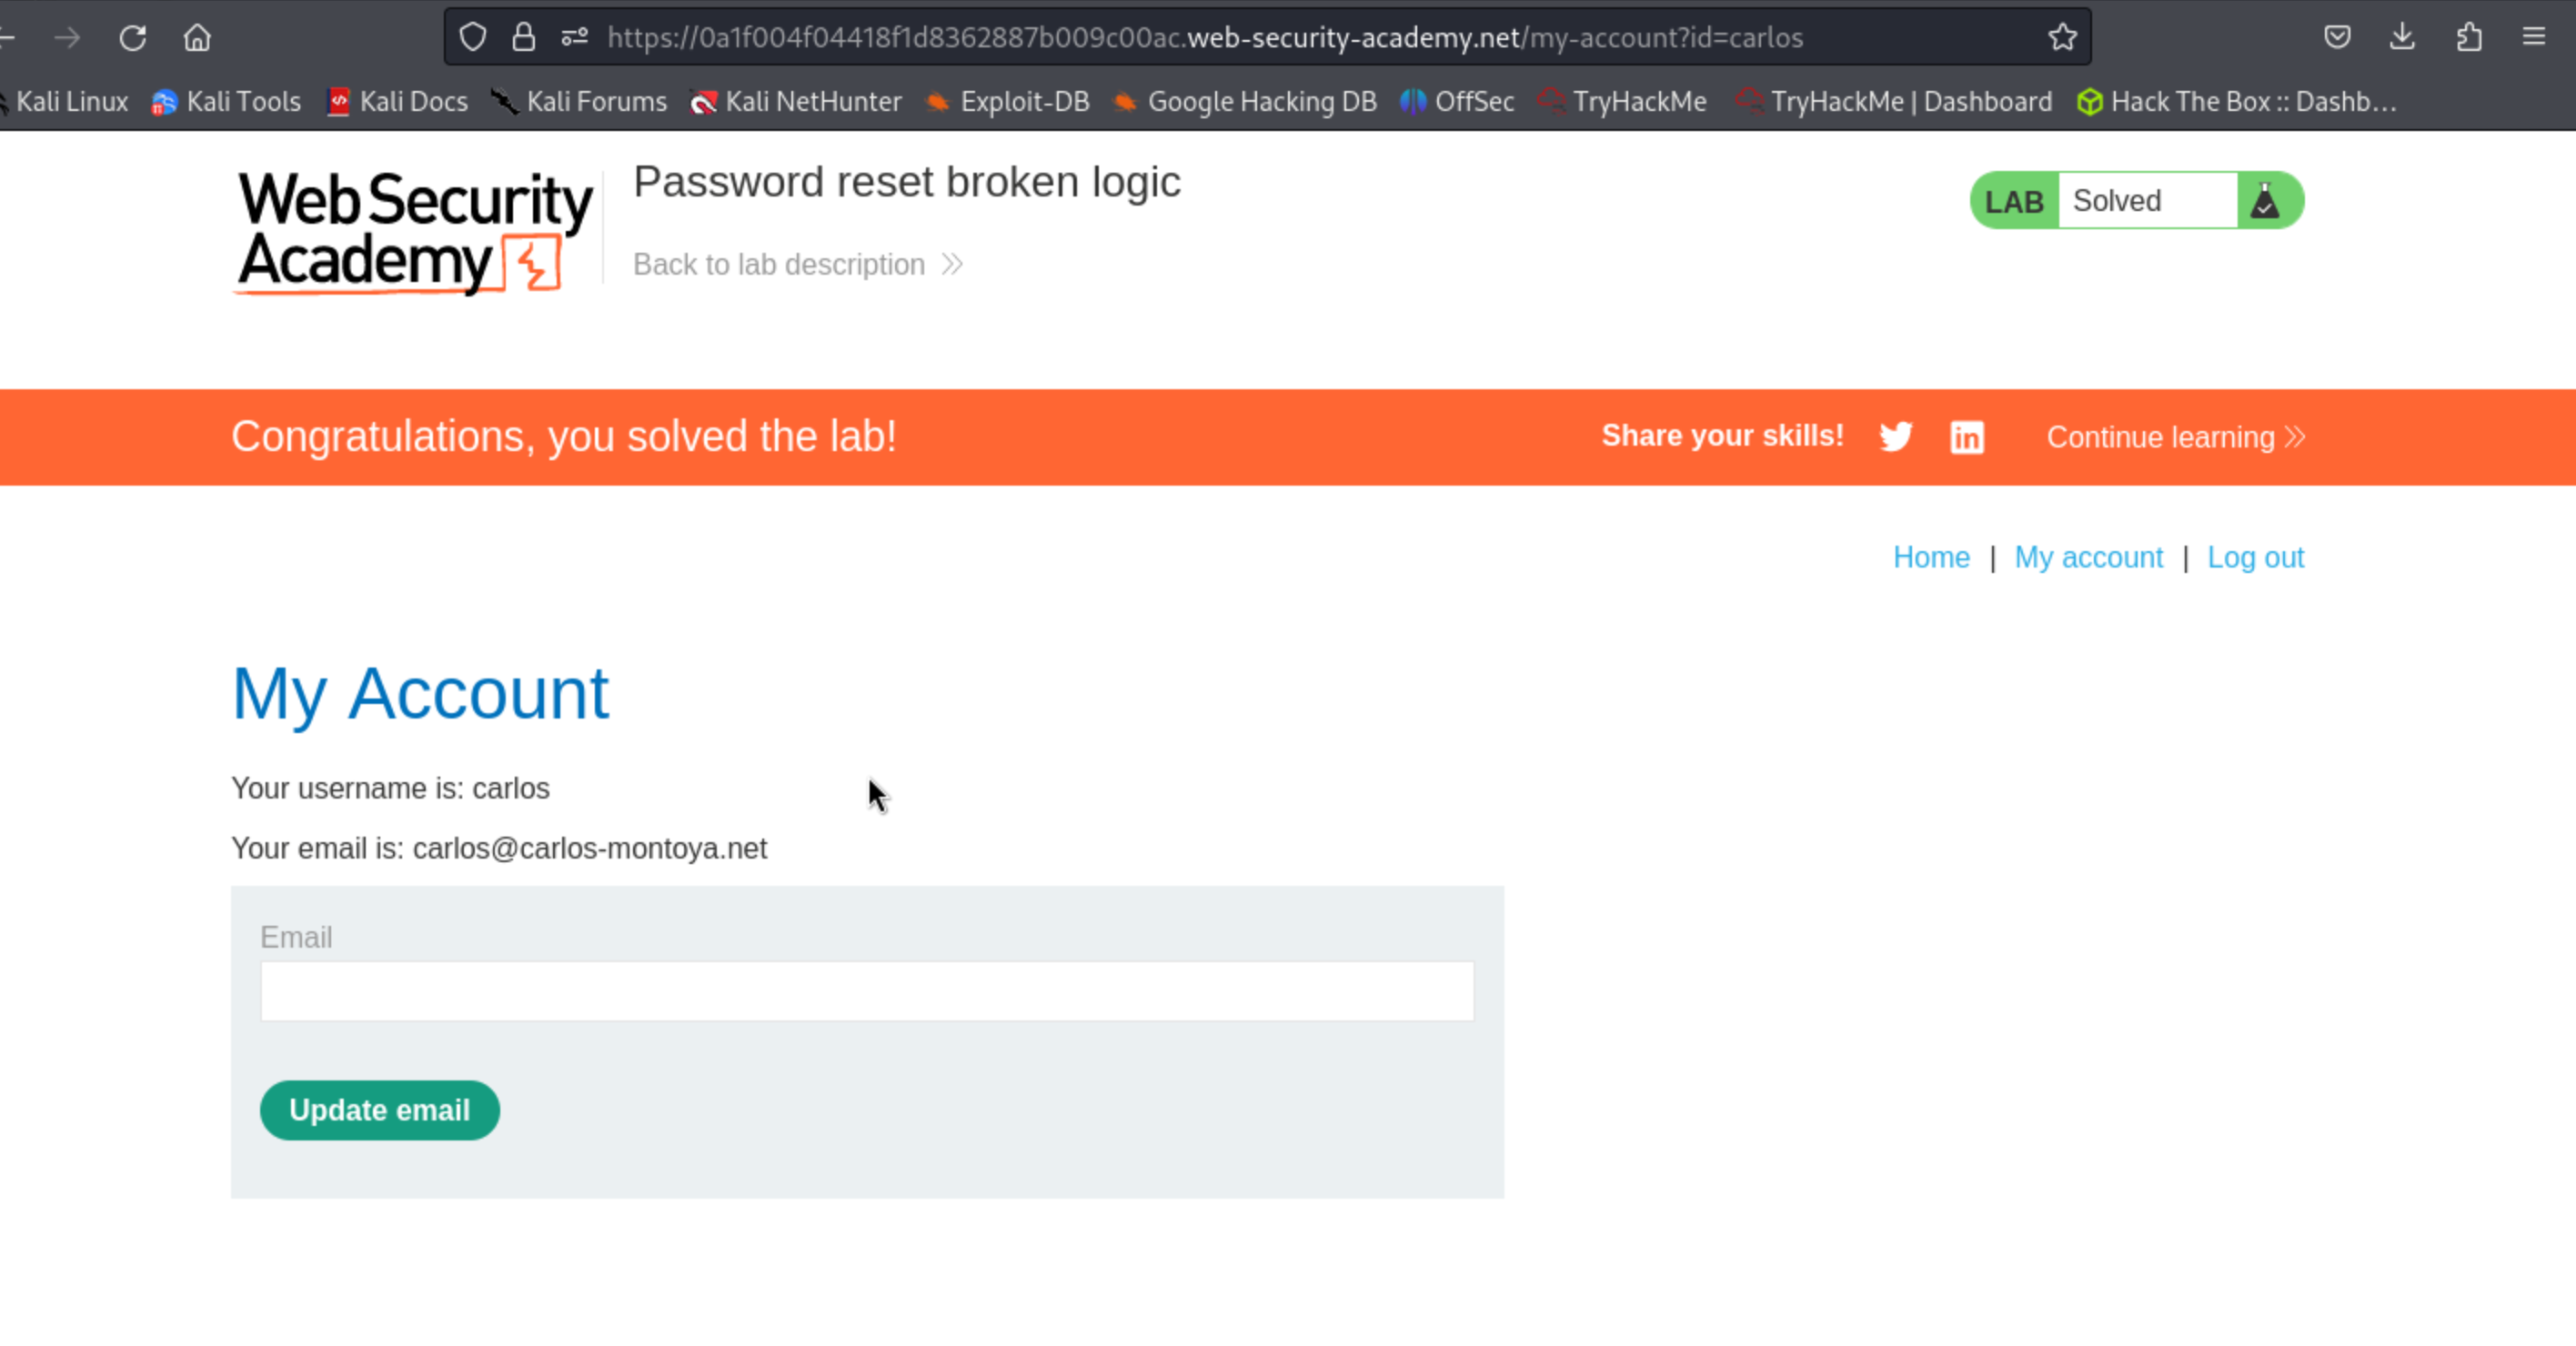 https://0a1f004f04418f1d8362887b009c00ac.web-security-academy.net/my-account?id=carlos
Kali Linux Kali Tools Kali Docs Kali Forums Kali NetHunter Exploit-DB Google Hacking DB OffSec TryHackMe TryHackMe | Dashboard Hack The Box :: Dashb…
Web Security
Academy
Password reset broken logic
Back to lab description
LAB Solved
Congratulations, you solved the lab!
Share your skills! in Continue learning
Home | My account | Log out
My Account
Your username is: carlos
Your email is: carlos@carlos-montoya.net
Email
Update email